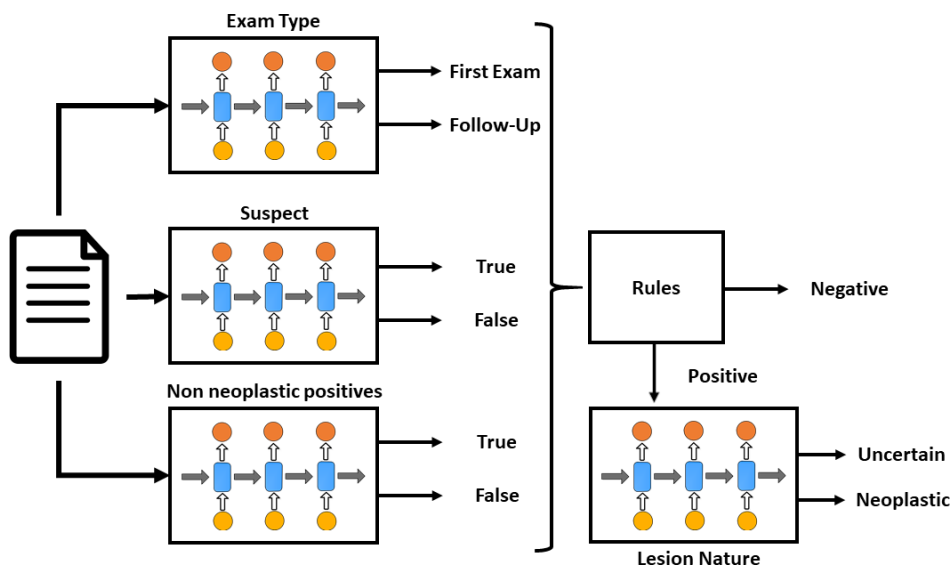 Exam Type
First Exam
Follow-Up
Suspect
True
False
Non neoplastic positives
True
False
Rules
Negative
Positive
Uncertain
Neoplastic
Lesion Nature